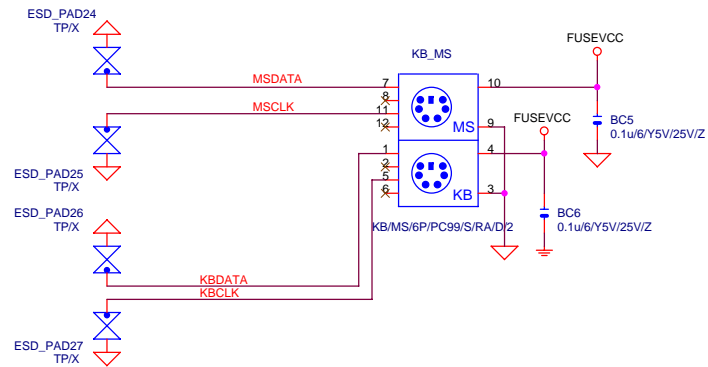 ESD_PAD24
TP/X
FUSEVCC
KB_MS
MSDATA
7
10
8
MSCLK
11
12
MS
9
BC5
0.1u/6/Y5V/25V/Z
FUSEVCC
1
4
2
5
6
KB
3
ESD_PAD25
TP/X
ESD_PAD26
TP/X
KB/MS/6P/PC99/S/RA/D/2
BC6
0.1u/6/Y5V/25V/Z
KBDATA
KBCLK
ESD_PAD27
TP/X